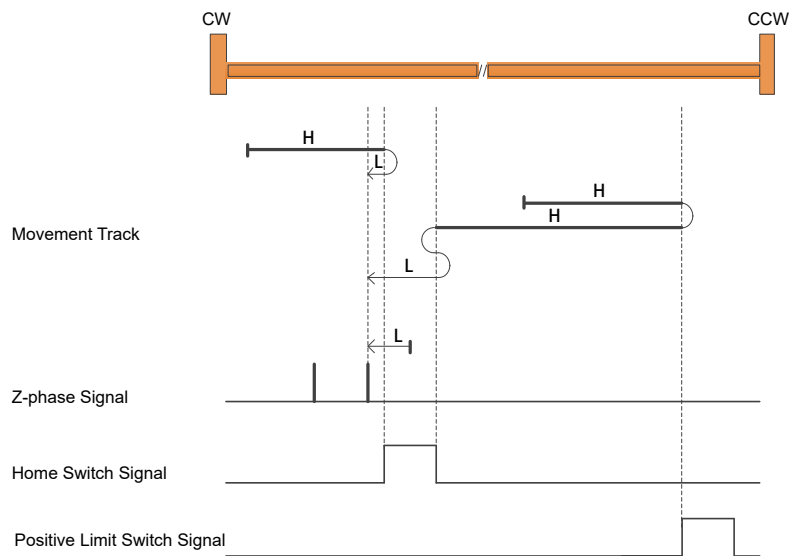 CW
CCW
H
L
H
H
Movement Track
L
L
Z-phase Signal
Home Switch Signal
Positive Limit Switch Signal